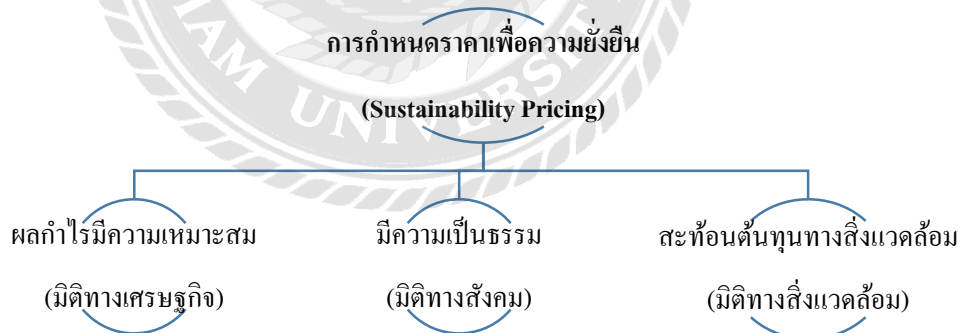 การกำหนดราคาเพื่อความยั่งยืน
(Sustainability Pricing)
ผลกำไรมีความเหมาะสม
(มิติทางเศรษฐกิจ)
มีความเป็นธรรม
(มิติทางสังคม)
สะท้อนต้นทุนทางสิ่งแวดล้อม
(มิติทางสิ่งแวดล้อม)
IAM UNIVERSITY